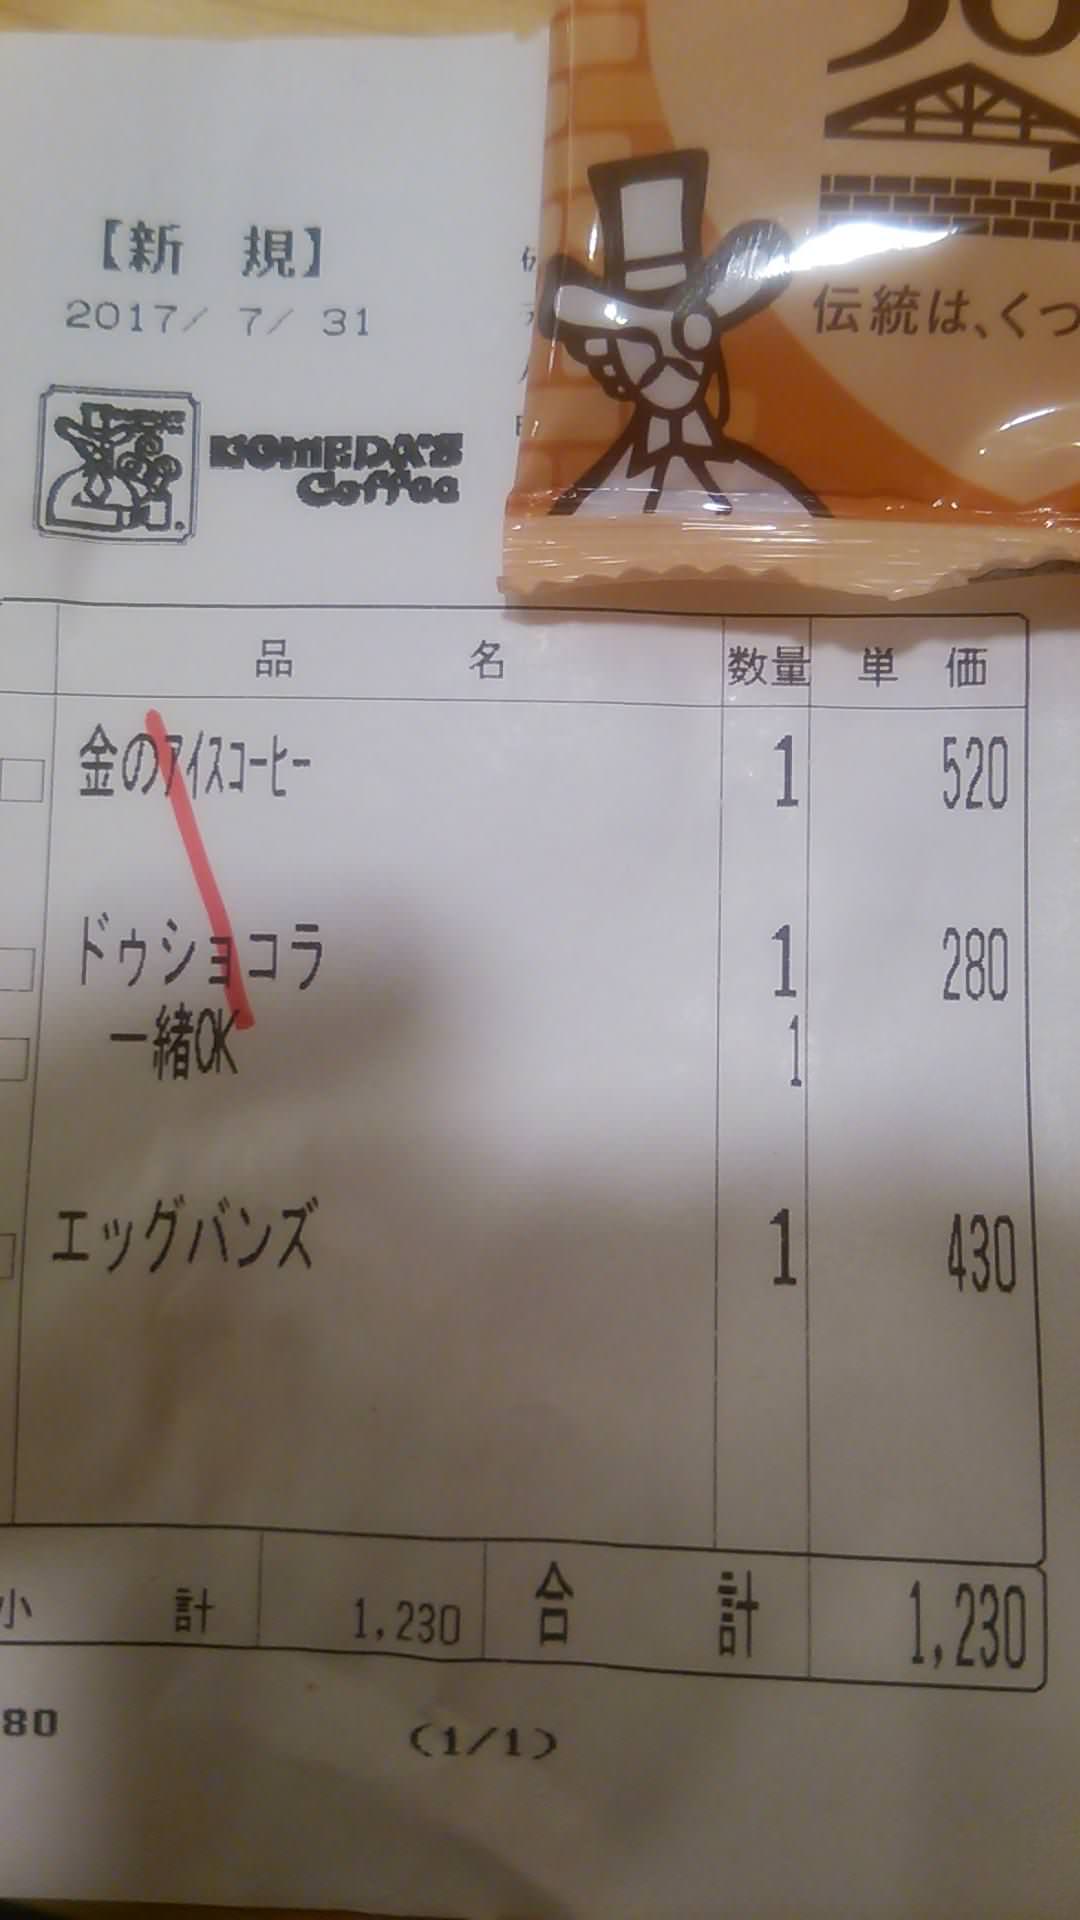 【新 規】
2017/ 7/ 31
KOMEDA'S
Coffee
伝統は、くつ
品 名 数量 単 価
金のアイスコーヒー 1 520
ドゥショコラ 1 280
一緒OK 1
エッグバンズ 1 430
小 計 1,230 合 計 1,230
80 (1/1)